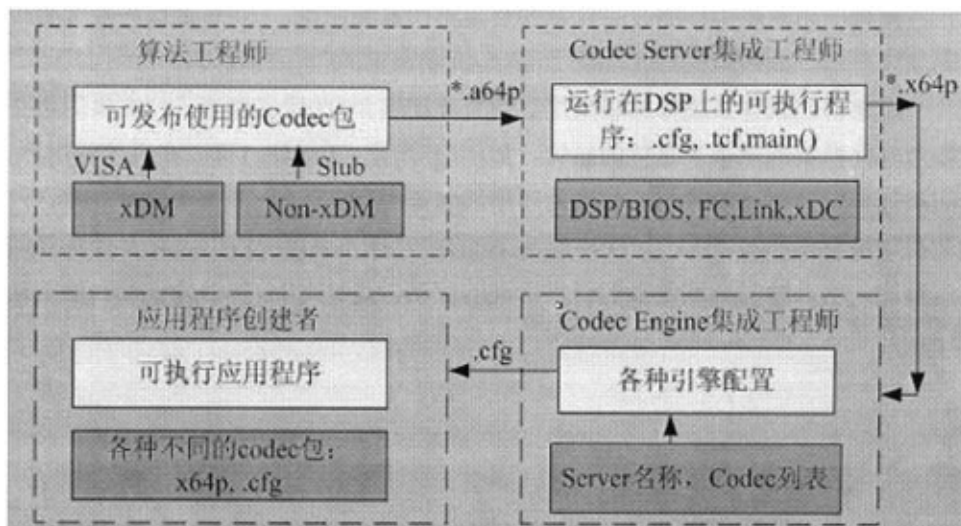 算法工程师
可发布使用的Codec包
VISA
Stub
xDM
Non-xDM
*.a64p
Codec Server集成工程师
运行在DSP上的可执行程
序：.cfg, .tcf,main()
DSP/BIOS, FC,Link,xDC
*.x64p
应用程序创建者
可执行应用程序
各种不同的codec包：
x64p, .cfg
.cfg
Codec Engine集成工程师
各种引擎配置
Server名称，Codec列表